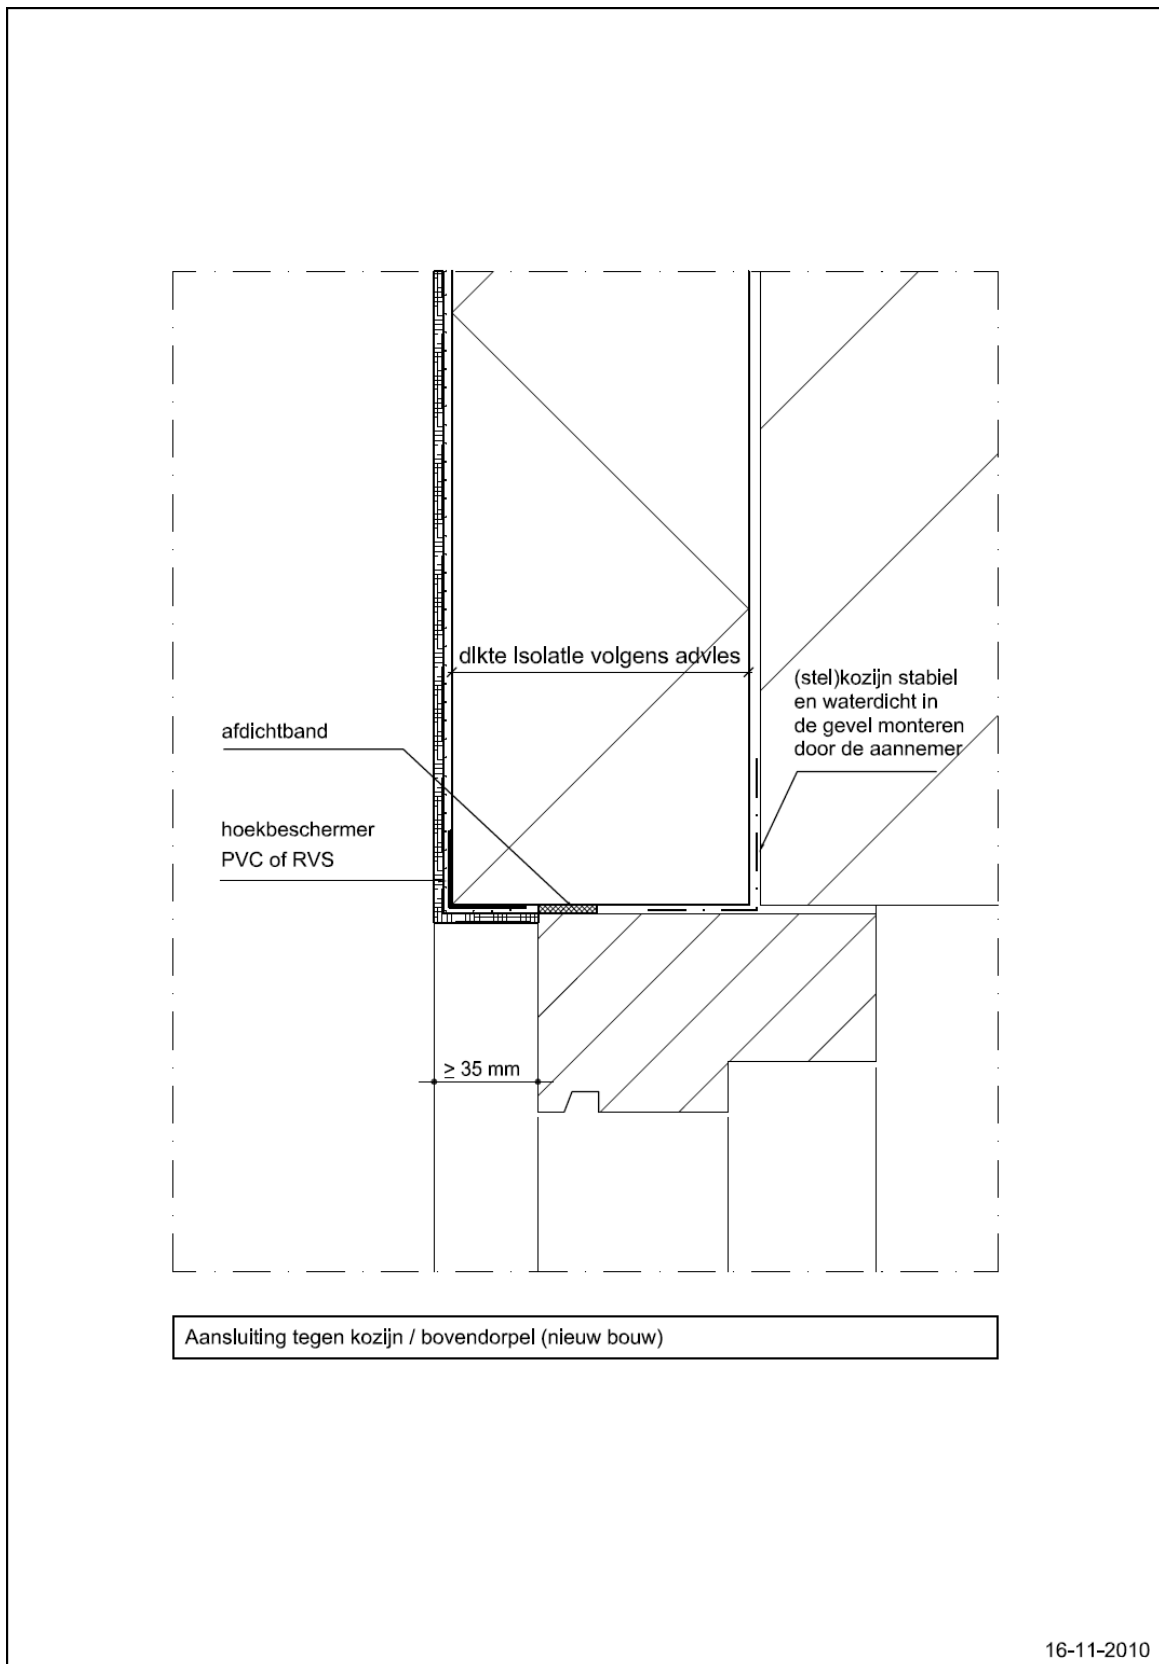 dIkte IsolatIe volgens advIes
(stel)kozijn stabiel
en waterdicht in
de gevel monteren
door de aannemer
afdichtband
hoekbeschermer
PVC of RVS
≥ 35 mm
Aansluiting tegen kozijn / bovendorpel (nieuw bouw)
16-11-2010